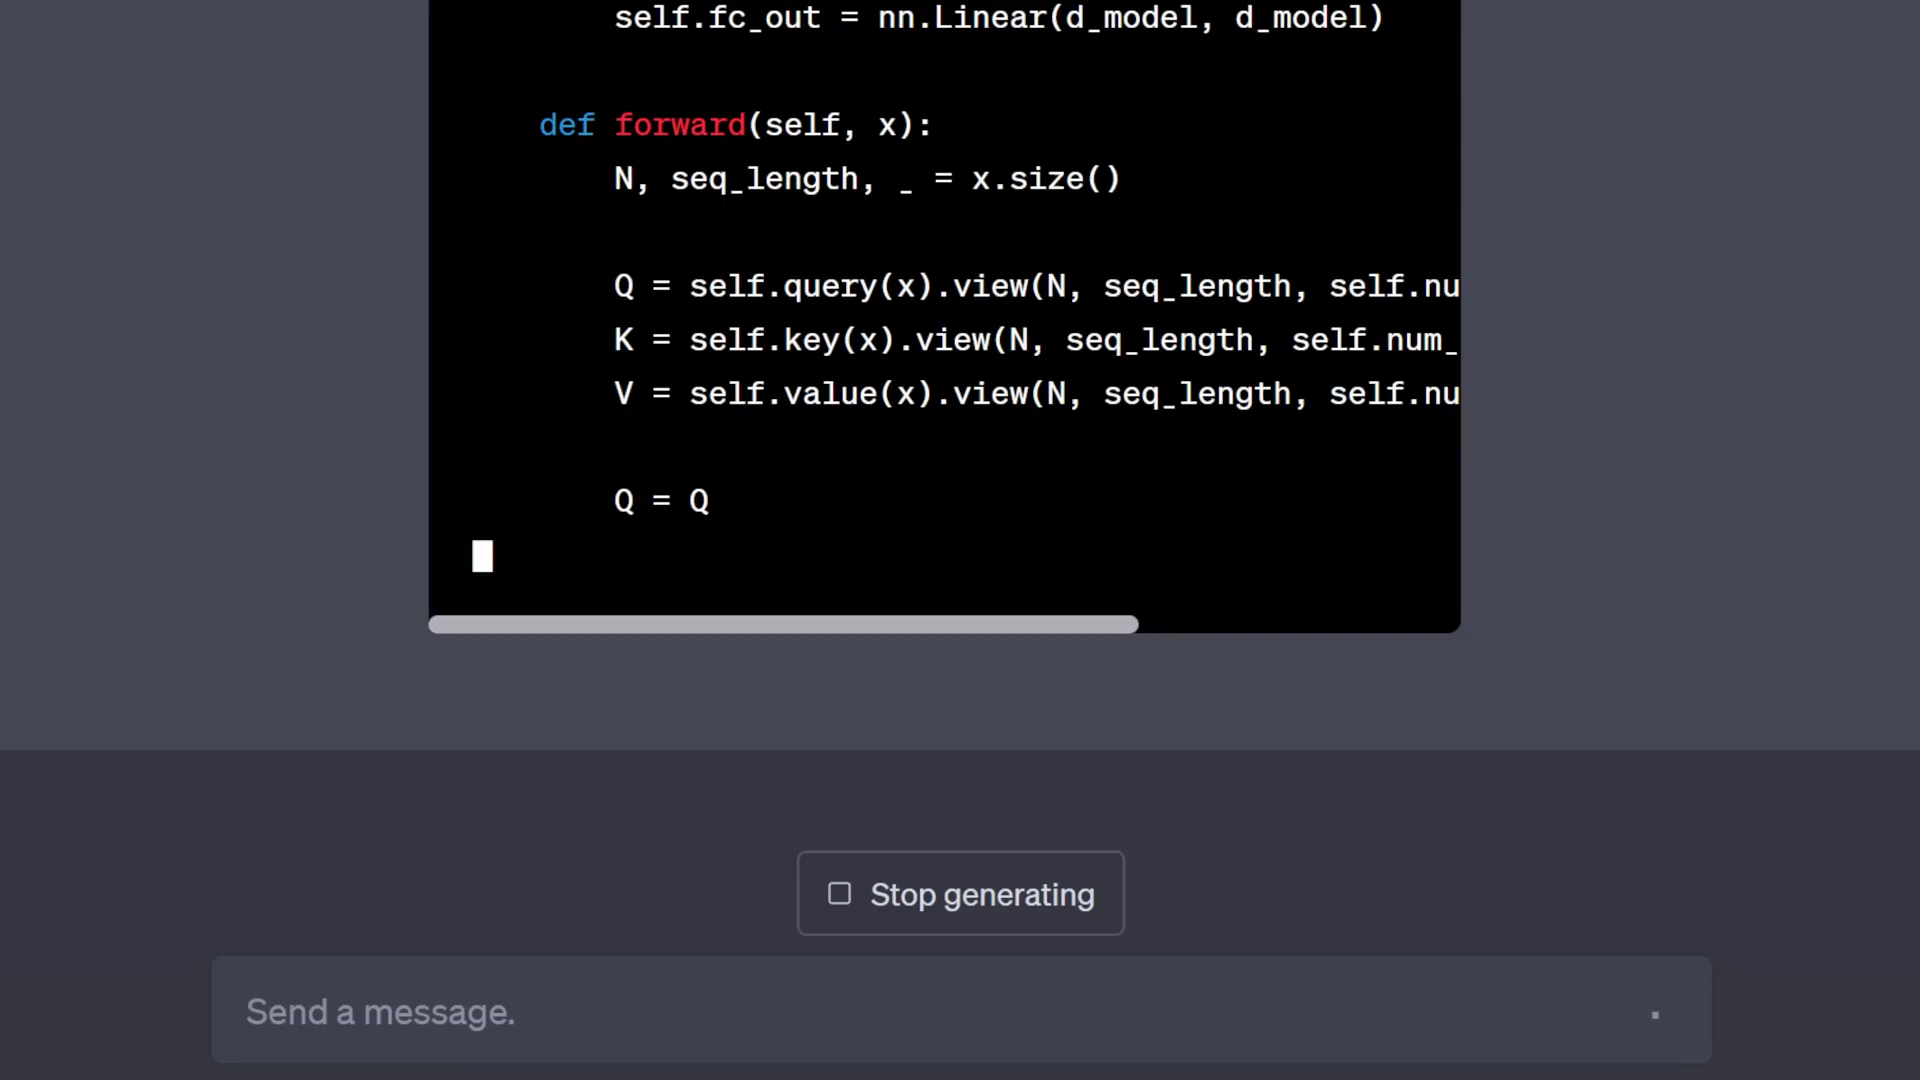 self.fc_out = nn.Linear(d_model, d_model)
def forward(self, x):
N, seq_length, _ = x.size()
Q = self.query(x).view(N, seq_length, self.nu
K = self.key(x).view(N, seq_length, self.num_
V = self.value(x).view(N, seq_length, self.nu
Q = Q
Stop generating
Send a message.